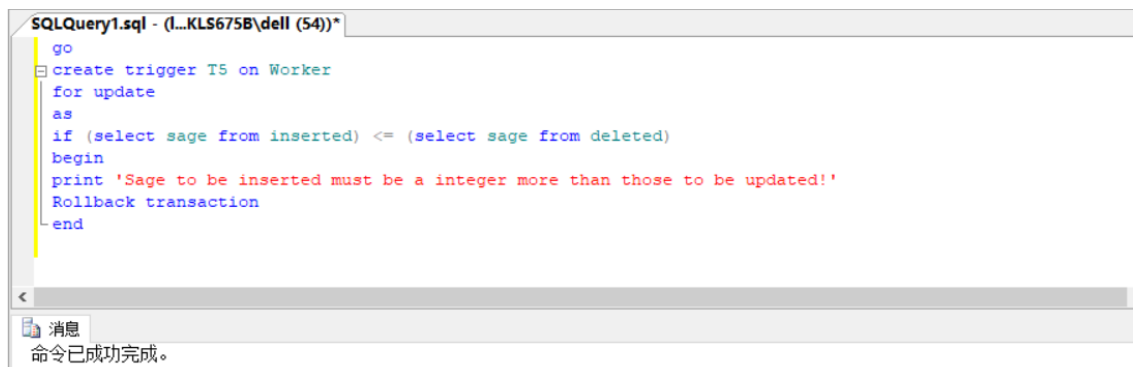 SQLQuery1.sql - (l...KLS675B\dell (54))*
go
create trigger T5 on Worker
for update
as
if (select sage from inserted) <= (select sage from deleted)
begin
print 'Sage to be inserted must be a integer more than those to be updated!'
Rollback transaction
end
消息
命令已成功完成。